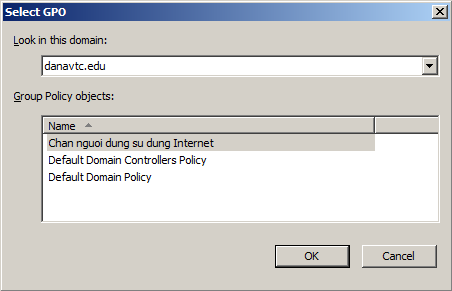 Select GPO
Look in this domain:
danavtc.edu
Group Policy objects:
Name
Chan nguoi dung su dung Internet
Default Domain Controllers Policy
Default Domain Policy
OK Cancel